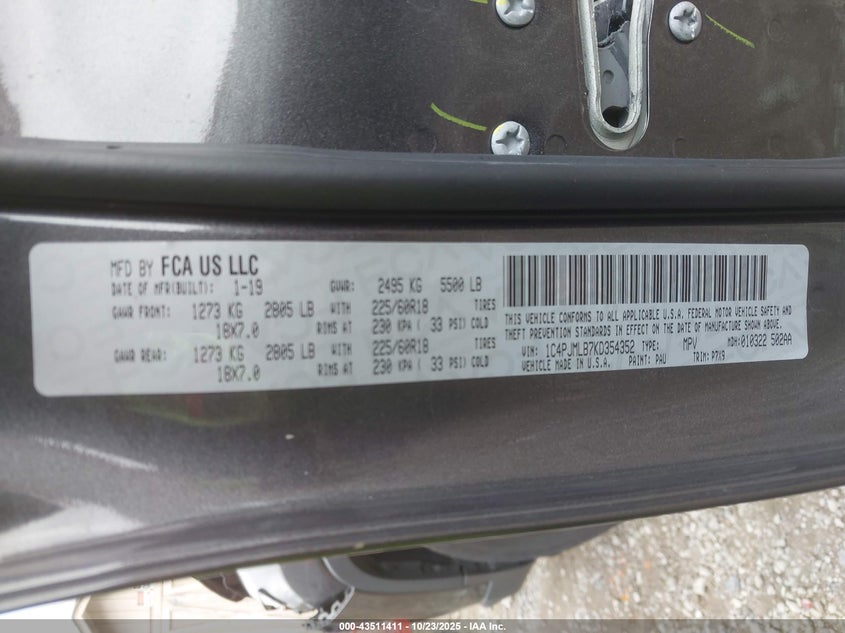 MFD BY FCA US LLC
DATE OF MFR(BUILT): 1-19 GVWR: 2495 KG 5500 LB
GAWR FRONT: 1273 KG 2805 LB WITH 225/60R18 TIRES
18X7.0 RIMS AT 230 KPA ( 33 PSI) COLD
GAWR REAR: 1273 KG 2805 LB WITH 225/60R18 TIRES
18X7.0 RIMS AT 230 KPA ( 33 PSI) COLD
THIS VEHICLE CONFORMS TO ALL APPLICABLE U.S.A. FEDERAL MOTOR VEHICLE SAFETY AND
THEFT PREVENTION STANDARDS IN EFFECT ON THE DATE OF MANUFACTURE SHOWN ABOVE.
VIN: 1C4PJMLB7KD354352 TYPE: MPV MDH: 010322 502AA
VEHICLE MADE IN U.S.A. PAINT: PAU TRIM: P7X9
000-43511411 - 10/23/2025 - IAA Inc.